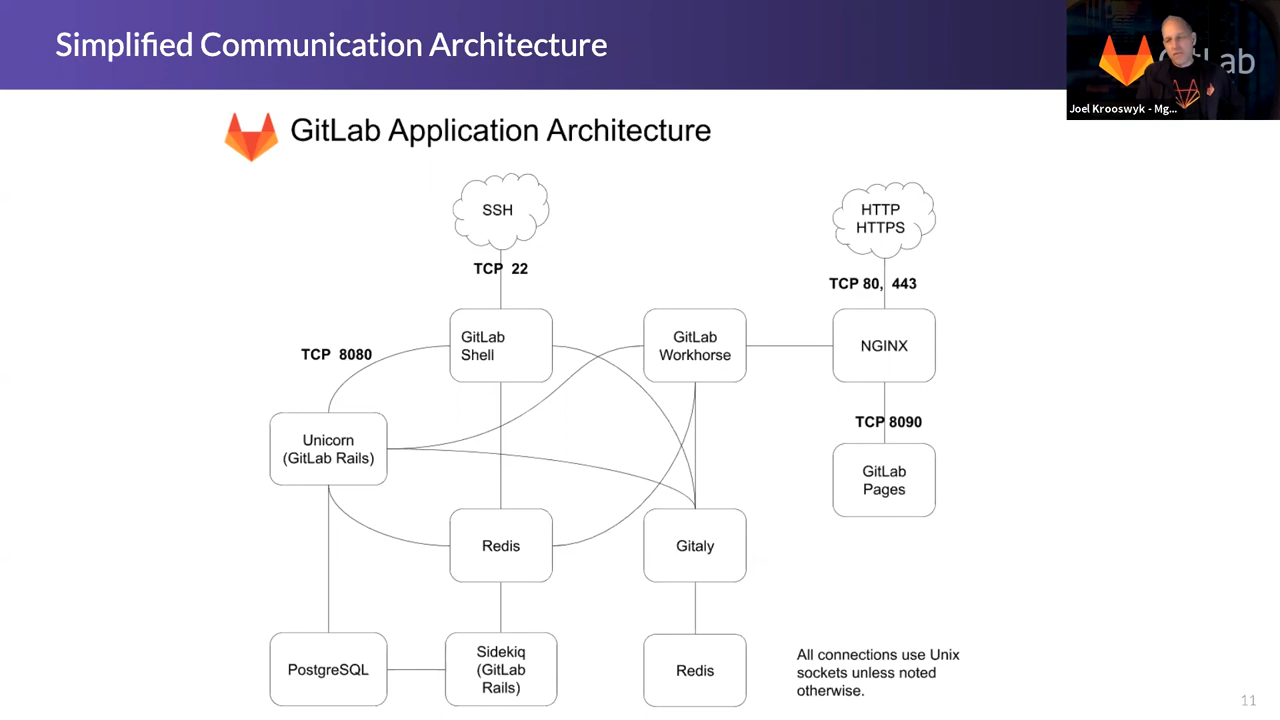 Simplified Communication Architecture
Lab
Joel Krooswyk - Mg...
GitLab Application Architecture
SSH
HTTP
HTTPS
TCP 22
TCP 80, 443
GitLab
Shell
GitLab
Workhorse
NGINX
TCP 8080
TCP 8090
Unicorn
(GitLab Rails)
GitLab
Pages
Redis
Gitaly
PostgreSQL
Sidekiq
(GitLab
Rails)
Redis
All connections use Unix
sockets unless noted
otherwise.
11